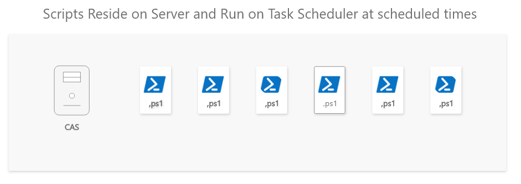 Scripts Reside on Server and Run on Task Scheduler at scheduled times
.ps1 .ps1 .ps1 .ps1 .ps1 .ps1
CAS